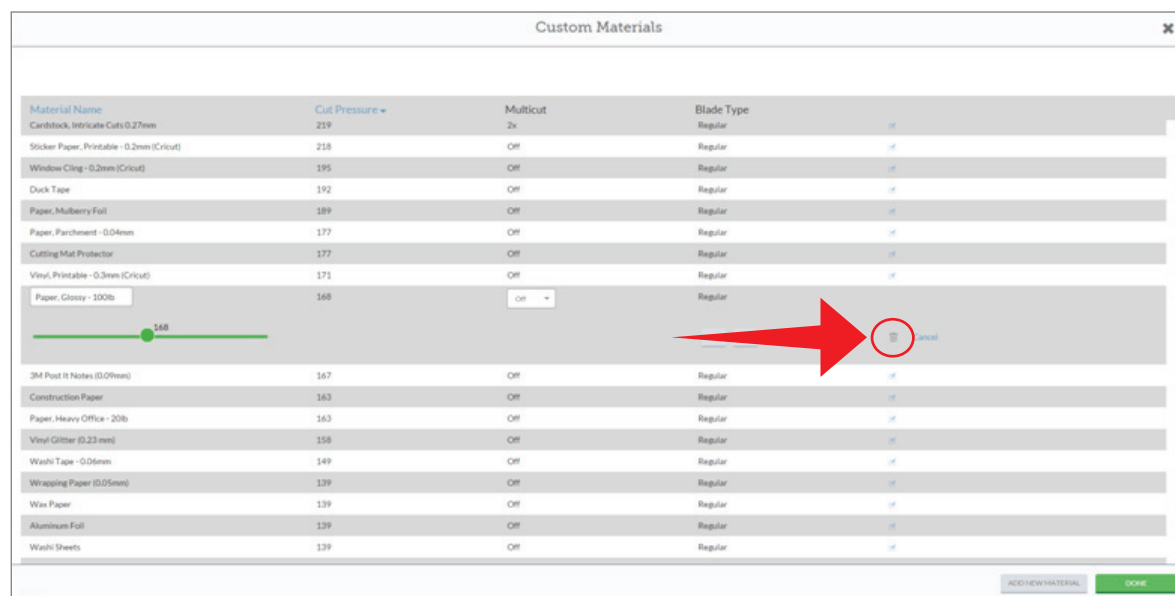 Custom Materials
Material Name Cut Pressure Multicut Blade Type
Cardstock, Intricate Cuts 0.27mm 219 2x Regular
Sticker Paper, Printable - 0.2mm (Cricut) 218 Off Regular
Window Cling - 0.2mm (Cricut) 195 Off Regular
Duck Tape 192 Off Regular
Paper, Mulberry Foil 189 Off Regular
Paper, Parchment - 0.04mm 177 Off Regular
Cutting Mat Protector 177 Off Regular
Vinyl, Printable - 0.3mm (Cricut) 171 Off Regular
Paper, Glossy - 100lb 168 Off Regular
168 Cancel
3M Post It Notes (0.09mm) 167 Off Regular
Construction Paper 163 Off Regular
Paper, Heavy Office - 20lb 163 Off Regular
Vinyl Glitter (0.23 mm) 158 Off Regular
Washi Tape - 0.06mm 149 Off Regular
Wrapping Paper (0.05mm) 139 Off Regular
Wax Paper 139 Off Regular
Aluminum Foil 139 Off Regular
Washi Sheets 139 Off Regular
ADD NEW MATERIAL DONE